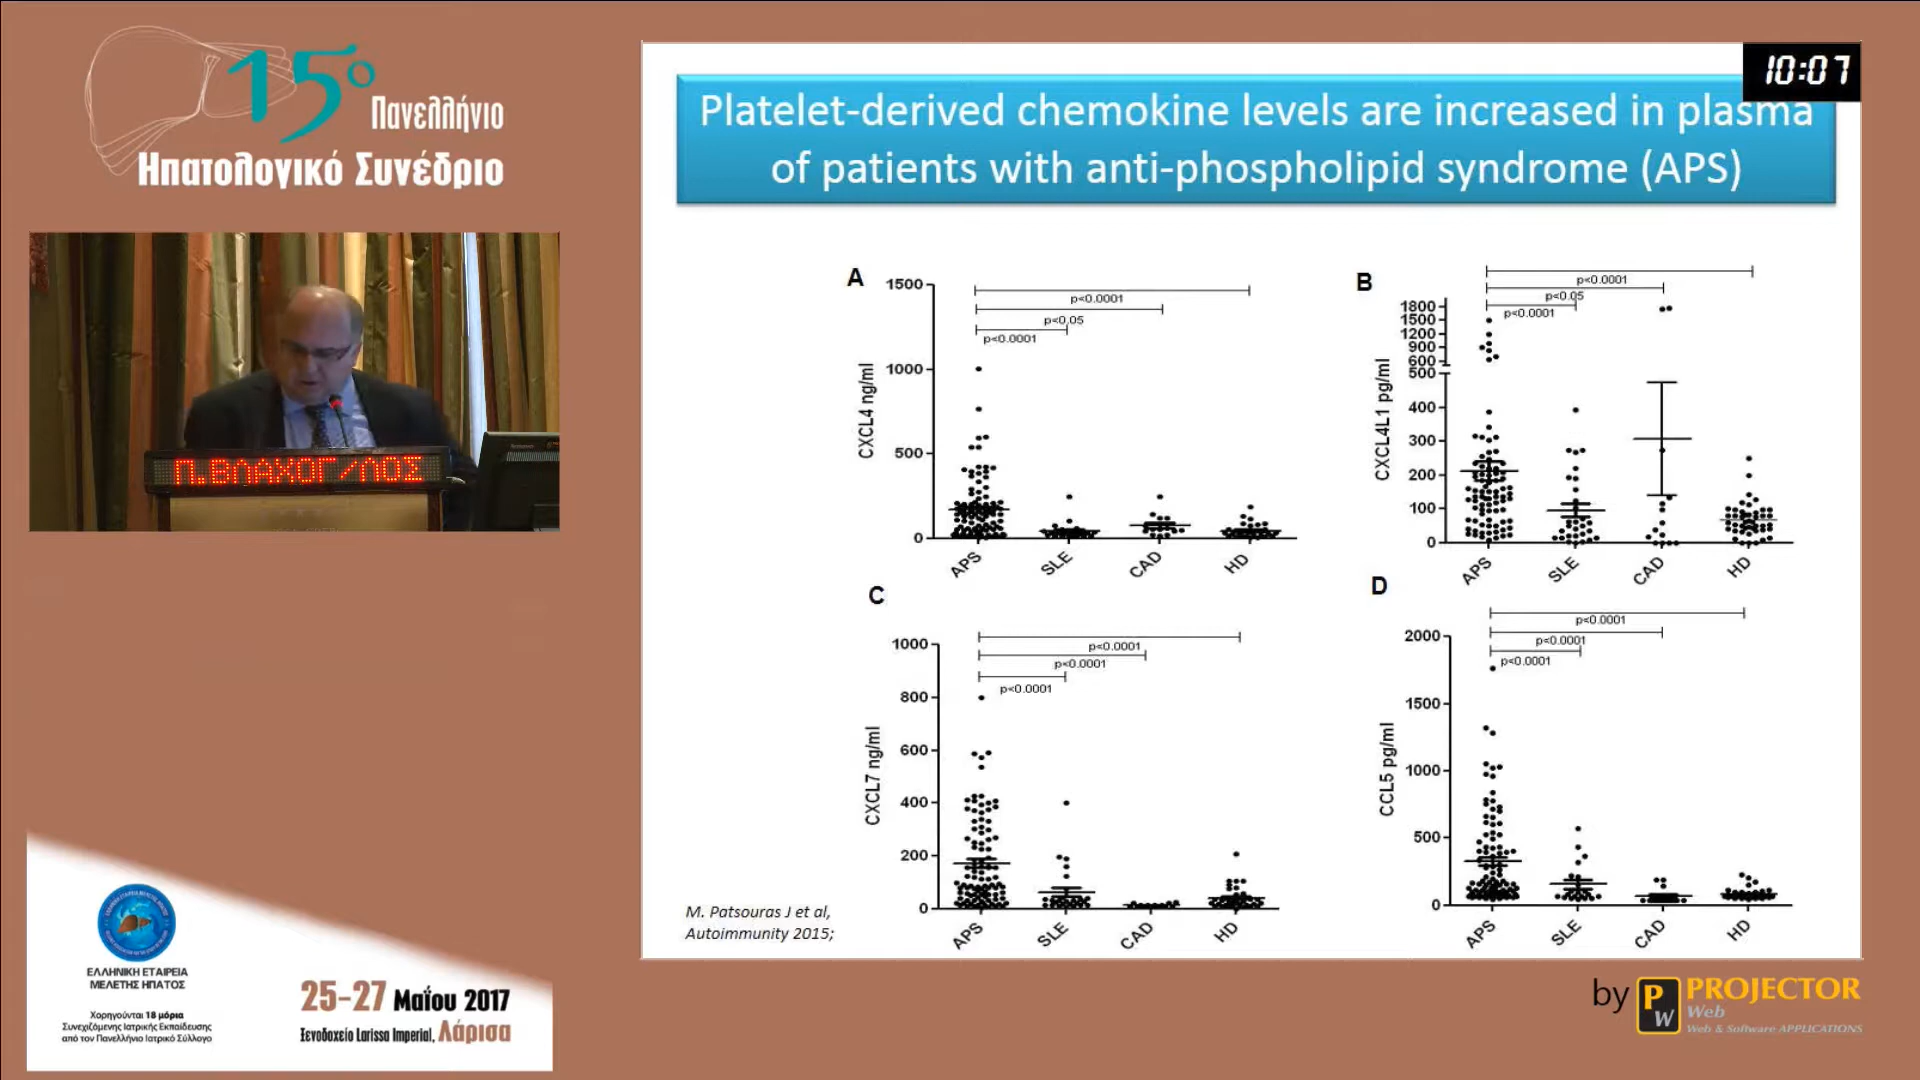 15ο Πανελλήνιο
Ηπατολογικό Συνέδριο
Π.ΒΛΑΧΟΓ/ΛΟΣ
ΕΛΛΗΝΙΚΗ ΕΤΑΙΡΕΙΑ
ΜΕΛΕΤΗΣ ΗΠΑΤΟΣ
Χορηγούνται 18 μόρια
Συνεχιζόμενης Ιατρικής Εκπαίδευσης
από τον Πανελλήνιο Ιατρικό Σύλλογο
25-27 Μαΐου 2017
Ξενοδοχείο Larissa Imperial, Λάρισα
10:07
Platelet-derived chemokine levels are increased in plasma
of patients with anti-phospholipid syndrome (APS)
A
1500
1000
500
0
CXCL4 ng/ml
p<0.0001
p<0.05
p<0.0001
APS SLE CAD HD
B
1800
1500
1200
900
600
500
400
300
200
100
0
CXCL4L1 pg/ml
p<0.0001
p<0.05
p<0.0001
APS SLE CAD HD
C
1000
800
600
400
200
0
CXCL7 ng/ml
p<0.0001
p<0.0001
p<0.0001
APS SLE CAD HD
D
2000
1500
1000
500
0
CCL5 pg/ml
p<0.0001
p<0.0001
p<0.0001
APS SLE CAD HD
M. Patsouras J et al,
Autoimmunity 2015;
by PW PROJECTOR
Web
Web & Software APPLICATIONS